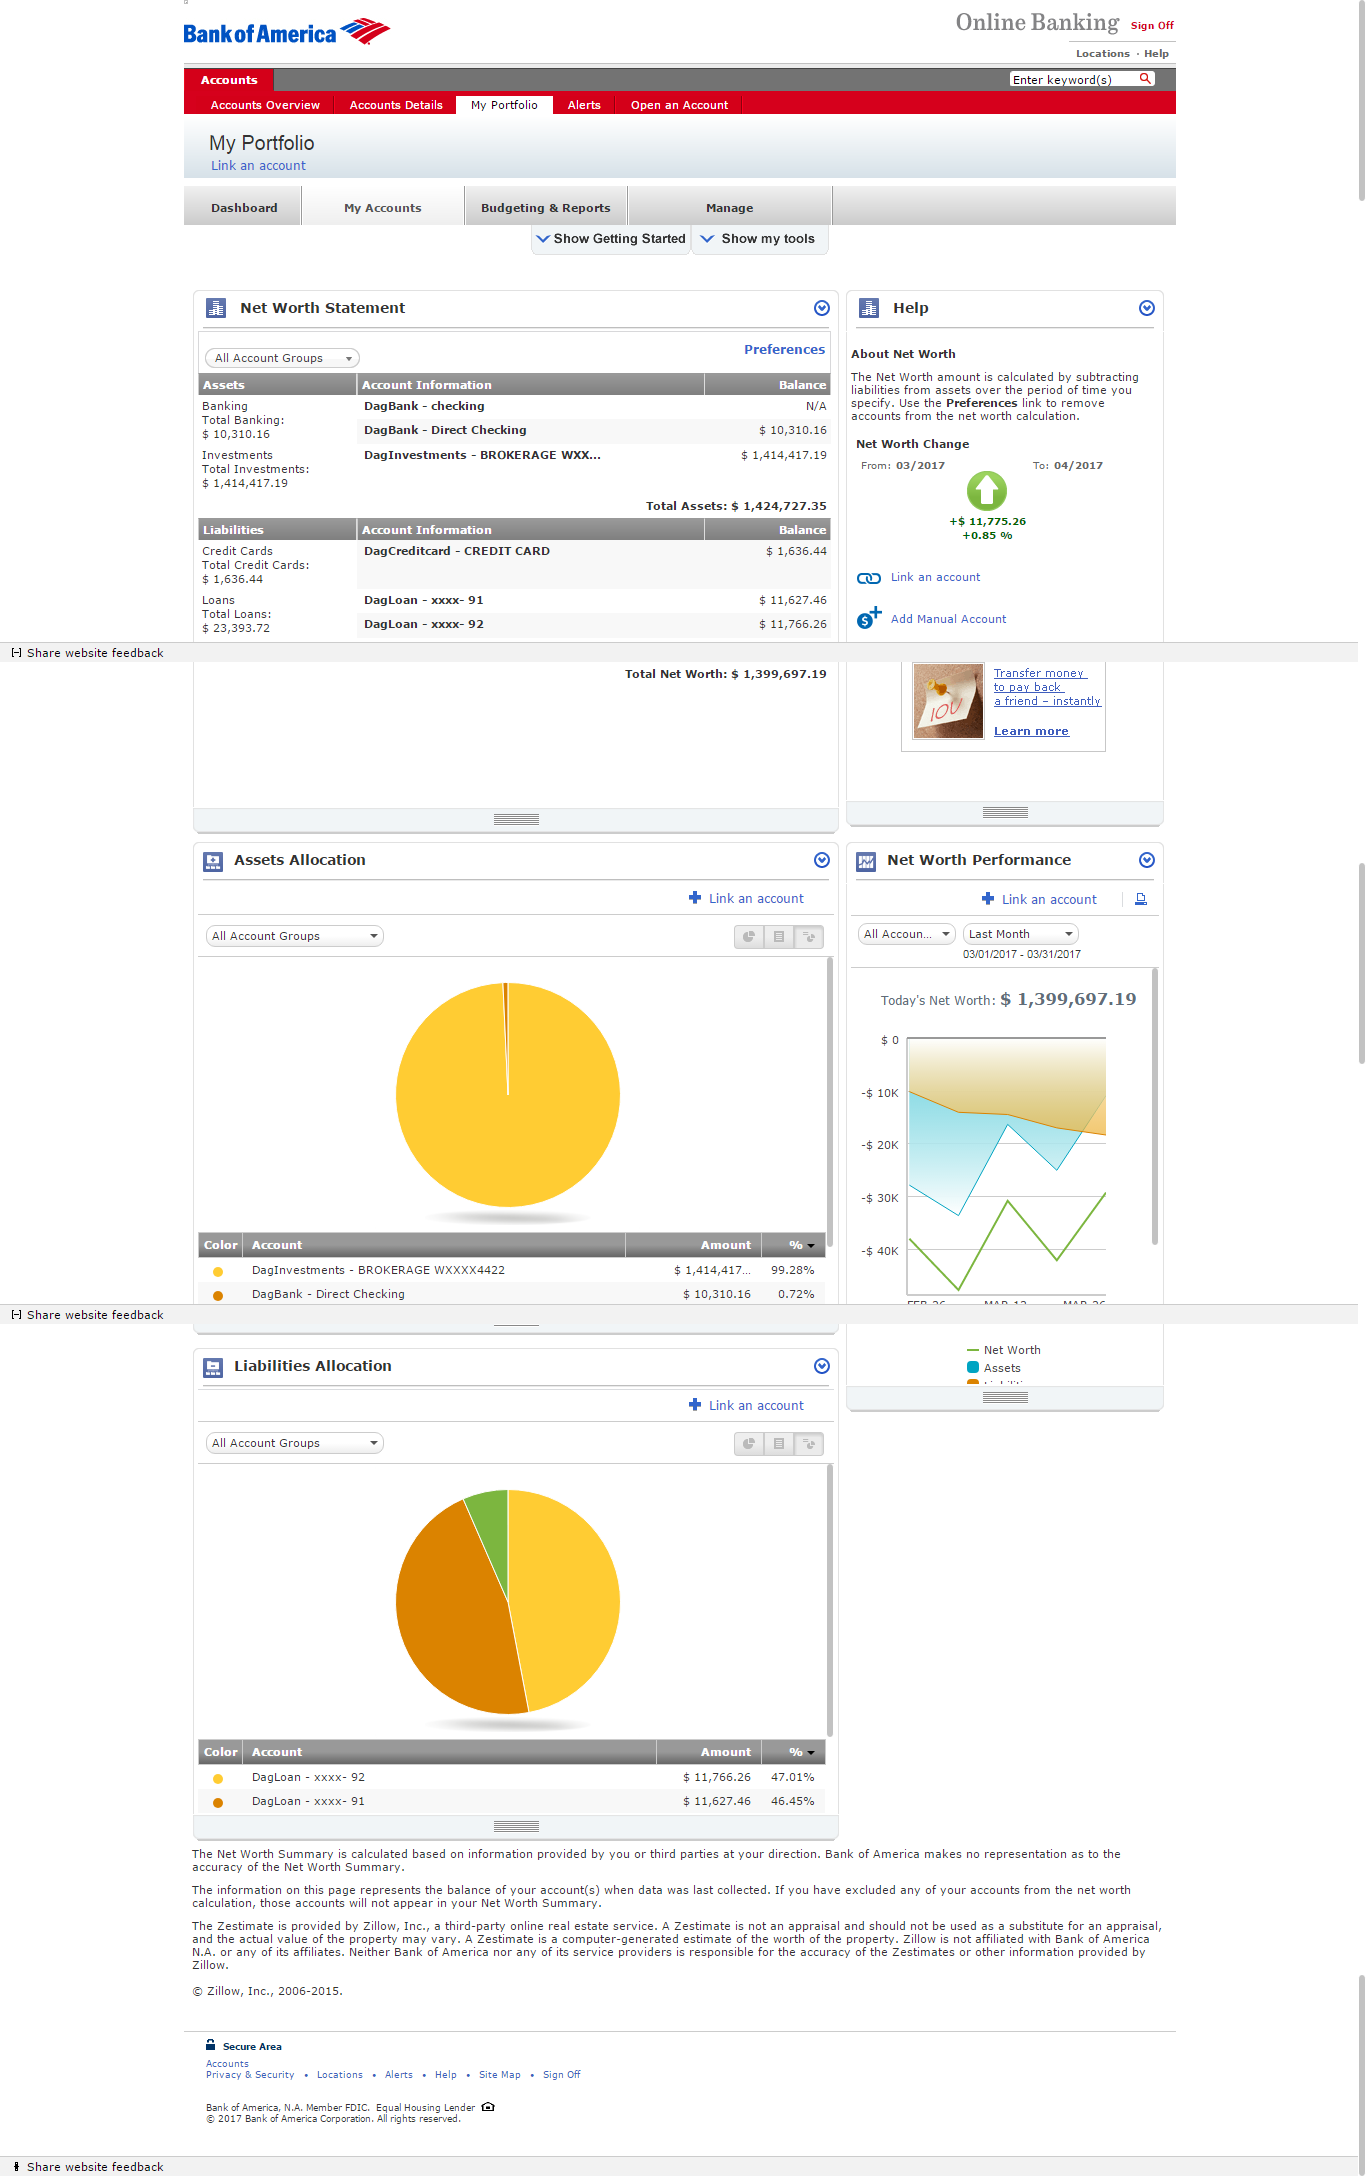 Bank of America
Online Banking Sign Off
Locations · Help
Accounts
Enter keyword(s)
Accounts Overview Accounts Details My Portfolio Alerts Open an Account
My Portfolio
Link an account
Dashboard My Accounts Budgeting & Reports Manage
Show Getting Started Show my tools
Net Worth Statement
All Account Groups
Preferences
Assets Account Information Balance
Banking DagBank - checking N/A
Total Banking:
$ 10,310.16
DagBank - Direct Checking $ 10,310.16
Investments DagInvestments - BROKERAGE WXX... $ 1,414,417.19
Total Investments:
$ 1,414,417.19
Total Assets: $ 1,424,727.35
Liabilities Account Information Balance
Credit Cards DagCreditcard - CREDIT CARD $ 1,636.44
Total Credit Cards:
$ 1,636.44
Loans DagLoan - xxxx- 91 $ 11,627.46
Total Loans:
$ 23,393.72
DagLoan - xxxx- 92 $ 11,766.26
Help
About Net Worth
The Net Worth amount is calculated by subtracting
liabilities from assets over the period of time you
specify. Use the Preferences link to remove
accounts from the net worth calculation.
Net Worth Change
From: 03/2017 To: 04/2017
+$ 11,775.26
+0.85 %
Link an account
Add Manual Account
[-] Share website feedback
Total Net Worth: $ 1,399,697.19
IOU
Transfer money
to pay back
a friend – instantly
Learn more
Assets Allocation
Link an account
All Account Groups
Color Account Amount %
DagInvestments - BROKERAGE WXXXX4422 $ 1,414,417... 99.28%
DagBank - Direct Checking $ 10,310.16 0.72%
Net Worth Performance
Link an account
All Accoun... Last Month
03/01/2017 - 03/31/2017
Today's Net Worth: $ 1,399,697.19
$ 0
-$ 10K
-$ 20K
-$ 30K
-$ 40K
FEB 26 MAR 12 MAR 26
[-] Share website feedback
Net Worth
Assets
Liabilities
Liabilities Allocation
Link an account
All Account Groups
Color Account Amount %
DagLoan - xxxx- 92 $ 11,766.26 47.01%
DagLoan - xxxx- 91 $ 11,627.46 46.45%
The Net Worth Summary is calculated based on information provided by you or third parties at your direction. Bank of America makes no representation as to the
accuracy of the Net Worth Summary.
The information on this page represents the balance of your account(s) when data was last collected. If you have excluded any of your accounts from the net worth
calculation, those accounts will not appear in your Net Worth Summary.
The Zestimate is provided by Zillow, Inc., a third-party online real estate service. A Zestimate is not an appraisal and should not be used as a substitute for an appraisal,
and the actual value of the property may vary. A Zestimate is a computer-generated estimate of the worth of the property. Zillow is not affiliated with Bank of America
N.A. or any of its affiliates. Neither Bank of America nor any of its service providers is responsible for the accuracy of the Zestimates or other information provided by
Zillow.
© Zillow, Inc., 2006-2015.
Secure Area
Accounts
Privacy & Security • Locations • Alerts • Help • Site Map • Sign Off
Bank of America, N.A. Member FDIC. Equal Housing Lender
© 2017 Bank of America Corporation. All rights reserved.
Share website feedback